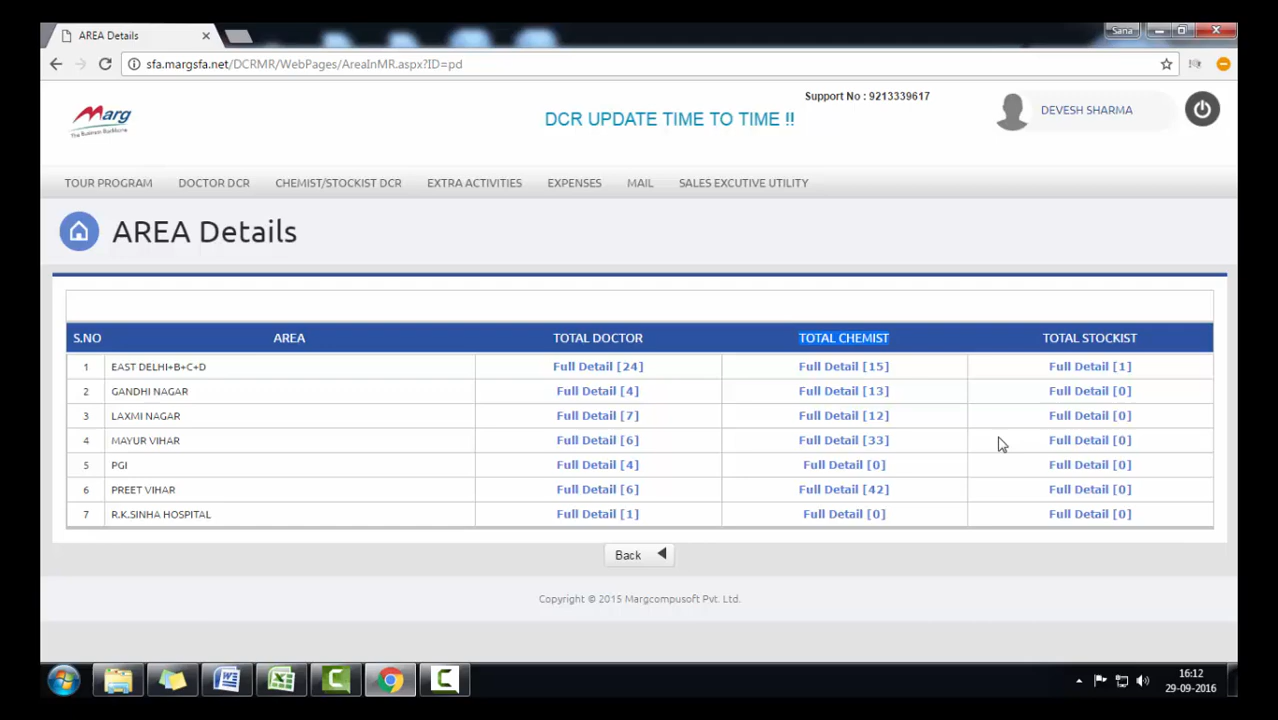 AREA Details
Sana
sfa.margsfa.net/DCRMR/WebPages/AreaInMR.aspx?ID=pd
Support No : 9213339617
Marg
The Business Backbone
DCR UPDATE TIME TO TIME !!
DEVESH SHARMA
TOUR PROGRAM DOCTOR DCR CHEMIST/STOCKIST DCR EXTRA ACTIVITIES EXPENSES MAIL SALES EXCUTIVE UTILITY
AREA Details
S.NO AREA TOTAL DOCTOR TOTAL CHEMIST TOTAL STOCKIST
1 EAST DELHI+B+C+D Full Detail [24] Full Detail [15] Full Detail [1]
2 GANDHI NAGAR Full Detail [4] Full Detail [13] Full Detail [0]
3 LAXMI NAGAR Full Detail [7] Full Detail [12] Full Detail [0]
4 MAYUR VIHAR Full Detail [6] Full Detail [33] Full Detail [0]
5 PGI Full Detail [4] Full Detail [0] Full Detail [0]
6 PREET VIHAR Full Detail [6] Full Detail [42] Full Detail [0]
7 R.K.SINHA HOSPITAL Full Detail [1] Full Detail [0] Full Detail [0]
Back
Copyright © 2015 Margcompusoft Pvt. Ltd.
16:12
29-09-2016